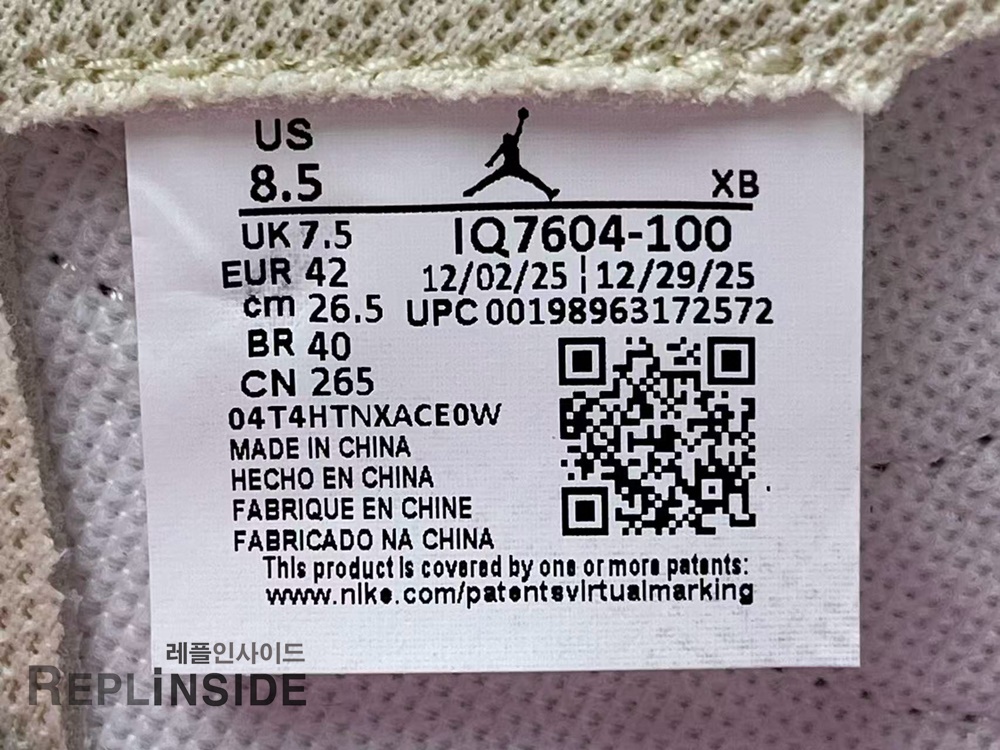 US
8.5
XB
UK 7.5
IQ7604-100
EUR 42
12/02/25 | 12/29/25
cm 26.5
UPC 00198963172572
BR 40
CN 265
04T4HTNXACE0W
MADE IN CHINA
HECHO EN CHINA
FABRIQUE EN CHINE
FABRICADO NA CHINA
This product is covered by one or more patents:
www.nike.com/patentsvirtualmarking
레플인사이드
REPLINSIDE